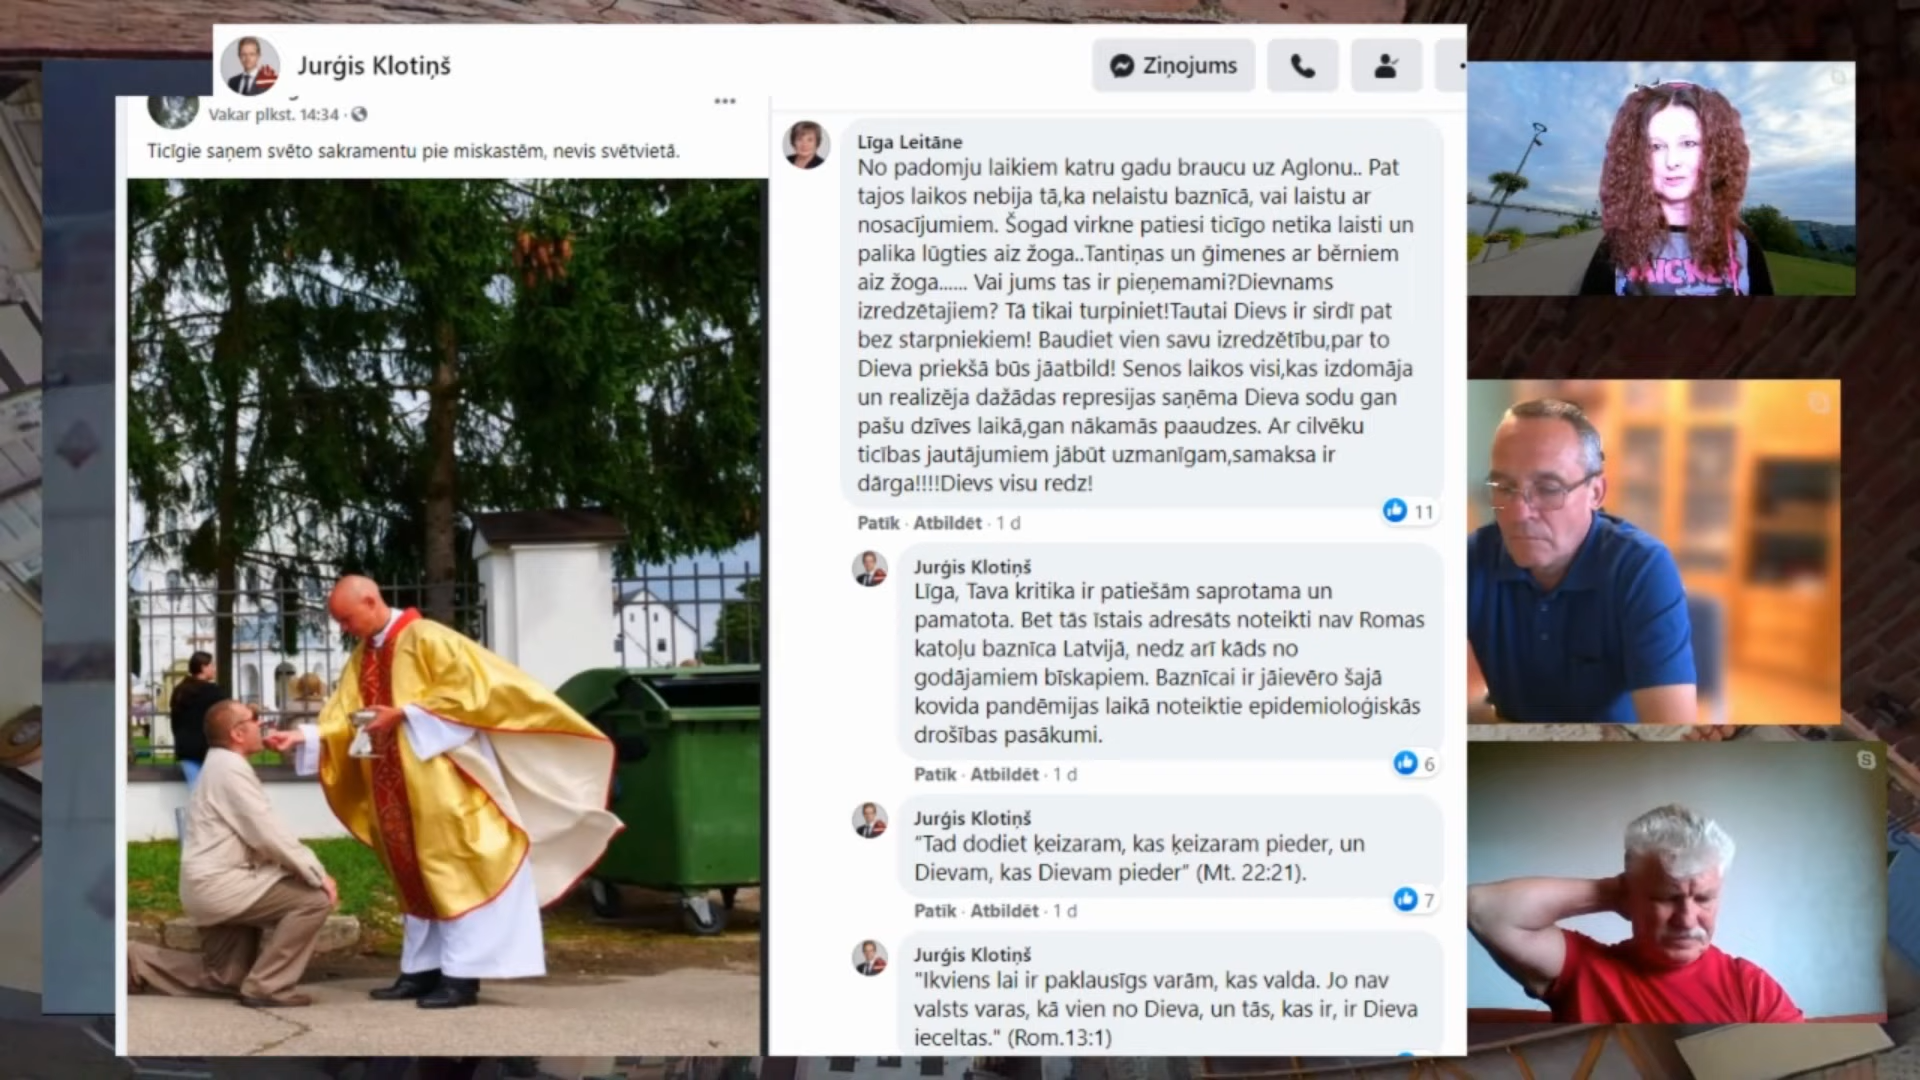 Jurģis Klotiņš
Ziņojums
Vakar plkst. 14:34 ·
Ticīgie saņem svēto sakramentu pie miskastēm, nevis svētvietā.
Līga Leitāne
No padomju laikiem katru gadu braucu uz Aglonu.. Pat
tajos laikos nebija tā,ka nelaistu baznīcā, vai laistu ar
nosacījumiem. Šogad virkne patiesi ticīgo netika laisti un
palika lūgties aiz žoga..Tantiņas un ģimenes ar bērniem
aiz žoga...... Vai jums tas ir pieņemami?Dievnams
izredzētajiem? Tā tikai turpiniet!Tautai Dievs ir sirdī pat
bez starpniekiem! Baudiet vien savu izredzētību,par to
Dieva priekšā būs jāatbild! Senos laikos visi,kas izdomāja
un realizēja dažādas represijas saņēma Dieva sodu gan
pašu dzīves laikā,gan nākamās paaudzes. Ar cilvēku
ticības jautājumiem jābūt uzmanīgam,samaksa ir
dārga!!!!Dievs visu redz!
Patīk · Atbildēt · 1 d
11
Jurģis Klotiņš
Līga, Tava kritika ir patiešām saprotama un
pamatota. Bet tās īstais adresāts noteikti nav Romas
katoļu baznīca Latvijā, nedz arī kāds no
godājamiem bīskapiem. Baznīcai ir jāievēro šajā
kovida pandēmijas laikā noteiktie epidemioloģiskās
drošības pasākumi.
Patīk · Atbildēt · 1 d
6
Jurģis Klotiņš
“Tad dodiet ķeizaram, kas ķeizaram pieder, un
Dievam, kas Dievam pieder” (Mt. 22:21).
Patīk · Atbildēt · 1 d
7
Jurģis Klotiņš
"Ikviens lai ir paklausīgs varām, kas valda. Jo nav
valsts varas, kā vien no Dieva, un tās, kas ir, ir Dieva
ieceltas." (Rom.13:1)
MICKEY